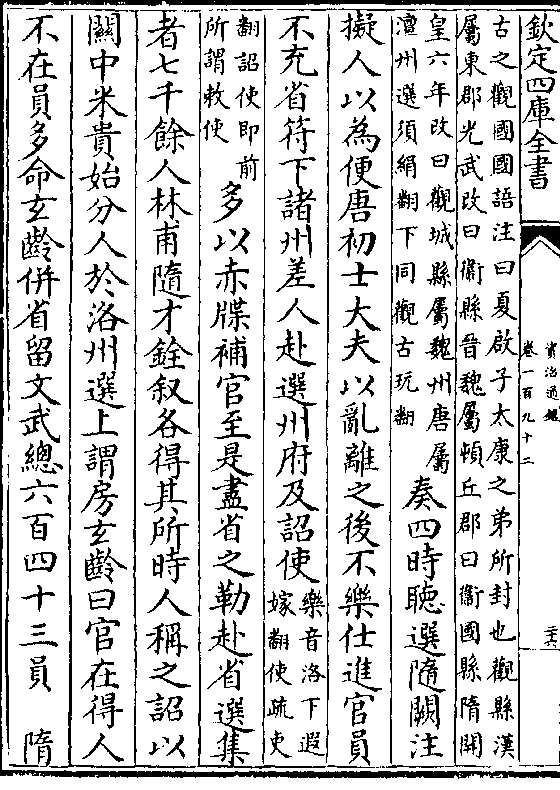 欽定四庫全書
資治通鑑
卷一百九十二
古之觀國國語注曰夏啟子太康之弟所封也觀縣漢
屬東郡光武改曰衞縣晉魏屬頓丘郡曰衞國縣隋開
皇六年改曰觀城縣屬魏州唐屬
澶州選須絹翻下同觀古玩翻
奏四時聽選隨闕注
擬人以為便唐初士大夫以亂離之後不樂仕進官員
不充省符下諸州差人赴選州府及詔使
樂音洛下遐
嫁翻使疏吏
翻詔使即前
所謂敕使
多以赤牒補官至是盡省之勒赴省選集
者七千餘人林甫隨才銓叙各得其所時人稱之詔以
關中米貴始分人於洛州選上謂房玄齡曰官在得人
不在員多命玄齡併省留文武總六百四十三員　隋